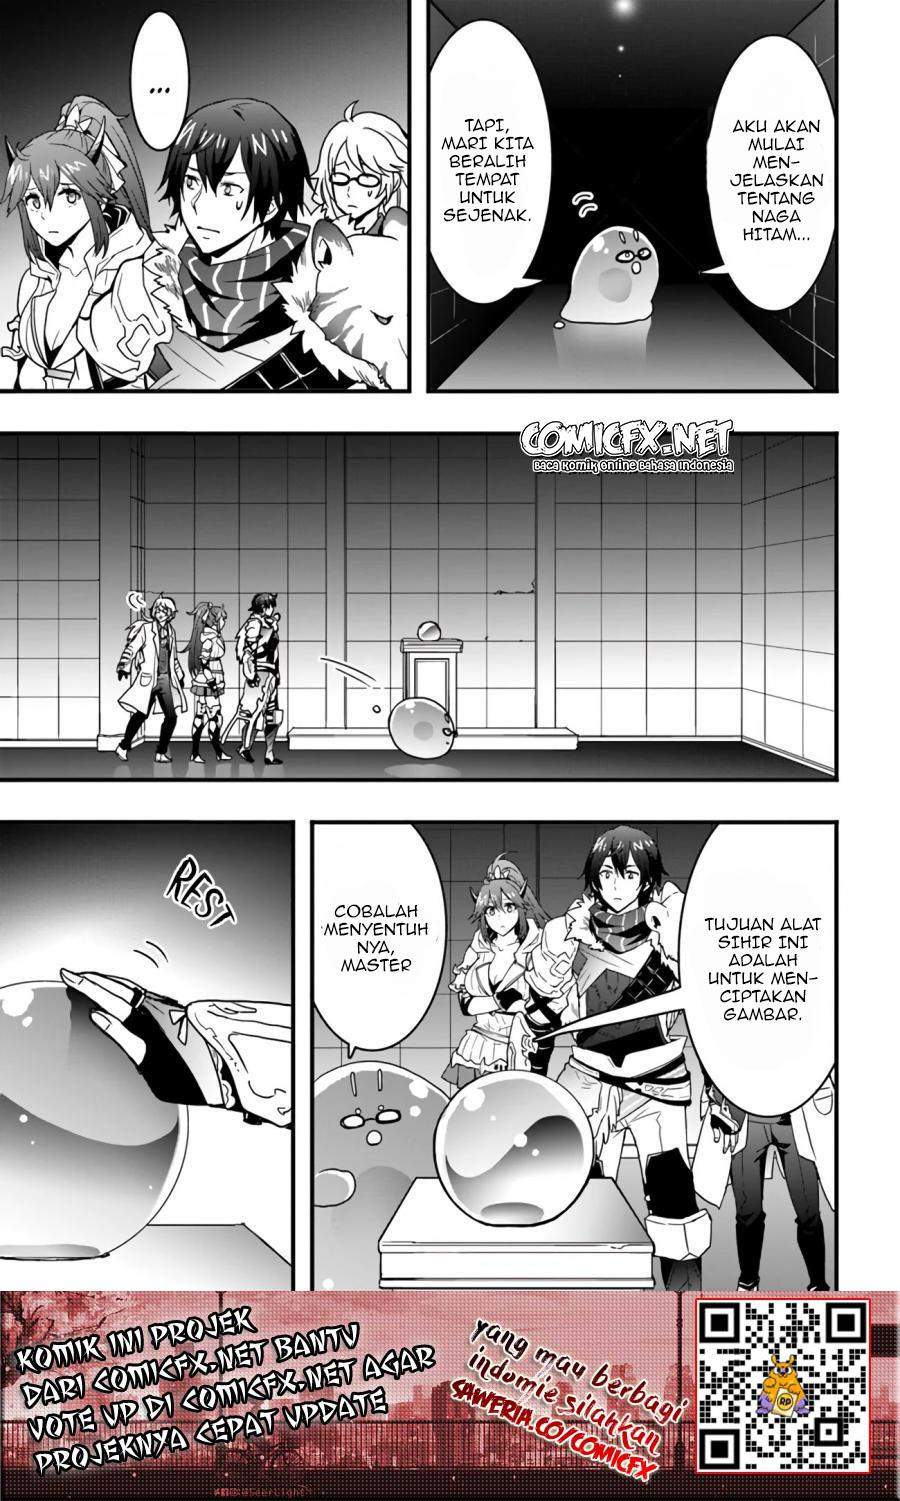 AKU AKAN
MULAI
MEN-
JELASKAN
TENTANG
NAGA
HITAM...
TAPI,
MARI KITA
BERALIH
TEMPAT
UNTUK
SEJENAK.
...
COMICFX.NET
Baca Komik Online Bahasa Indonesia
TUJUAN ALAT
SIHIR INI
ADALAH
UNTUK MEN-
CIPTAKAN
GAMBAR.
COBALAH
MENYENTUH
NYA,
MASTER
REST
KOMIK INI PROJEK
DARI COMICFX.NET BANTU
VOTE UP DI COMICFX.NET AGAR
PROJEKNYA CEPAT UPDATE
yang mau berbagi
indomie silahkan
SAWERIA.CO/COMICFX
RP